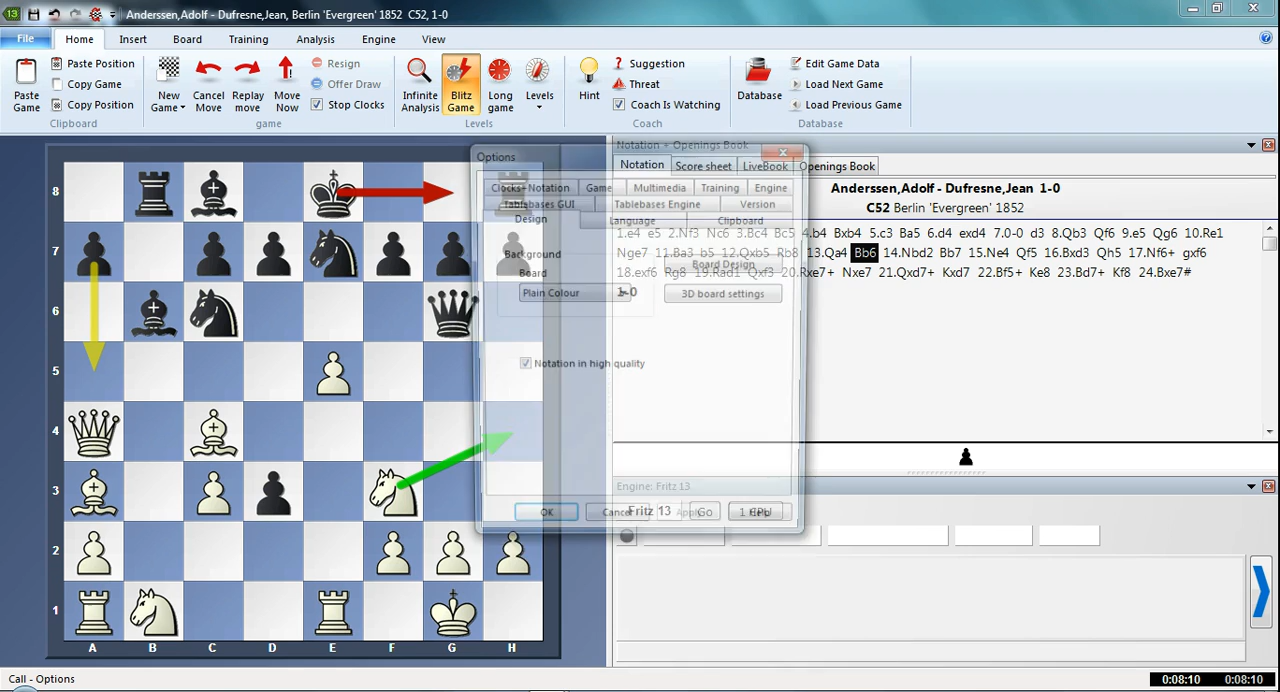 13 Anderssen,Adolf - Dufresne,Jean, Berlin 'Evergreen' 1852 C52, 1-0
File Home Insert Board Training Analysis Engine View
Paste Game
Paste Position
Copy Game
Copy Position
Clipboard
New Game
Cancel Move
Replay move
Move Now
Resign
Offer Draw
Stop Clocks
game
Infinite Analysis
Blitz Game
Long game
Levels
Levels
Hint
Suggestion
Threat
Coach Is Watching
Coach
Database
Edit Game Data
Load Next Game
Load Previous Game
Database
Options
Clocks+Notation Game Multimedia Training Engine
Tablebases GUI Tablebases Engine Version
Design Language Clipboard
Background
Board
Plain Colour
Board Design
3D board settings
Notation in high quality
OK Cancel Apply Help
Notation + Openings Book
Notation Score sheet LiveBook Openings Book
Anderssen,Adolf - Dufresne,Jean 1-0
C52 Berlin 'Evergreen' 1852
1.e4 e5 2.Nf3 Nc6 3.Bc4 Bc5 4.b4 Bxb4 5.c3 Ba5 6.d4 exd4 7.0-0 d3 8.Qb3 Qf6 9.e5 Qg6 10.Re1
Nge7 11.Ba3 b5 12.Qxb5 Rb8 13.Qa4 Bb6 14.Nbd2 Bb7 15.Ne4 Qf5 16.Bxd3 Qh5 17.Nf6+ gxf6
18.exf6 Rg8 19.Rad1 Qxf3 20.Rxe7+ Nxe7 21.Qxd7+ Kxd7 22.Bf5+ Ke8 23.Bd7+ Kf8 24.Bxe7#
1-0
Engine: Fritz 13
Fritz 13 Go 1 CPU
8
7
6
5
4
3
2
1
A B C D E F G H
Call - Options
0:08:10 0:08:10